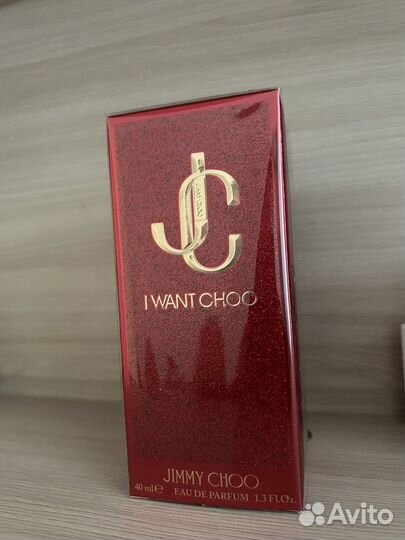 JC
JIMMY CHOO
I WANT CHOO
JIMMY CHOO
40 ml ℮ EAU DE PARFUM 1.3 FL.Oz.
Avito